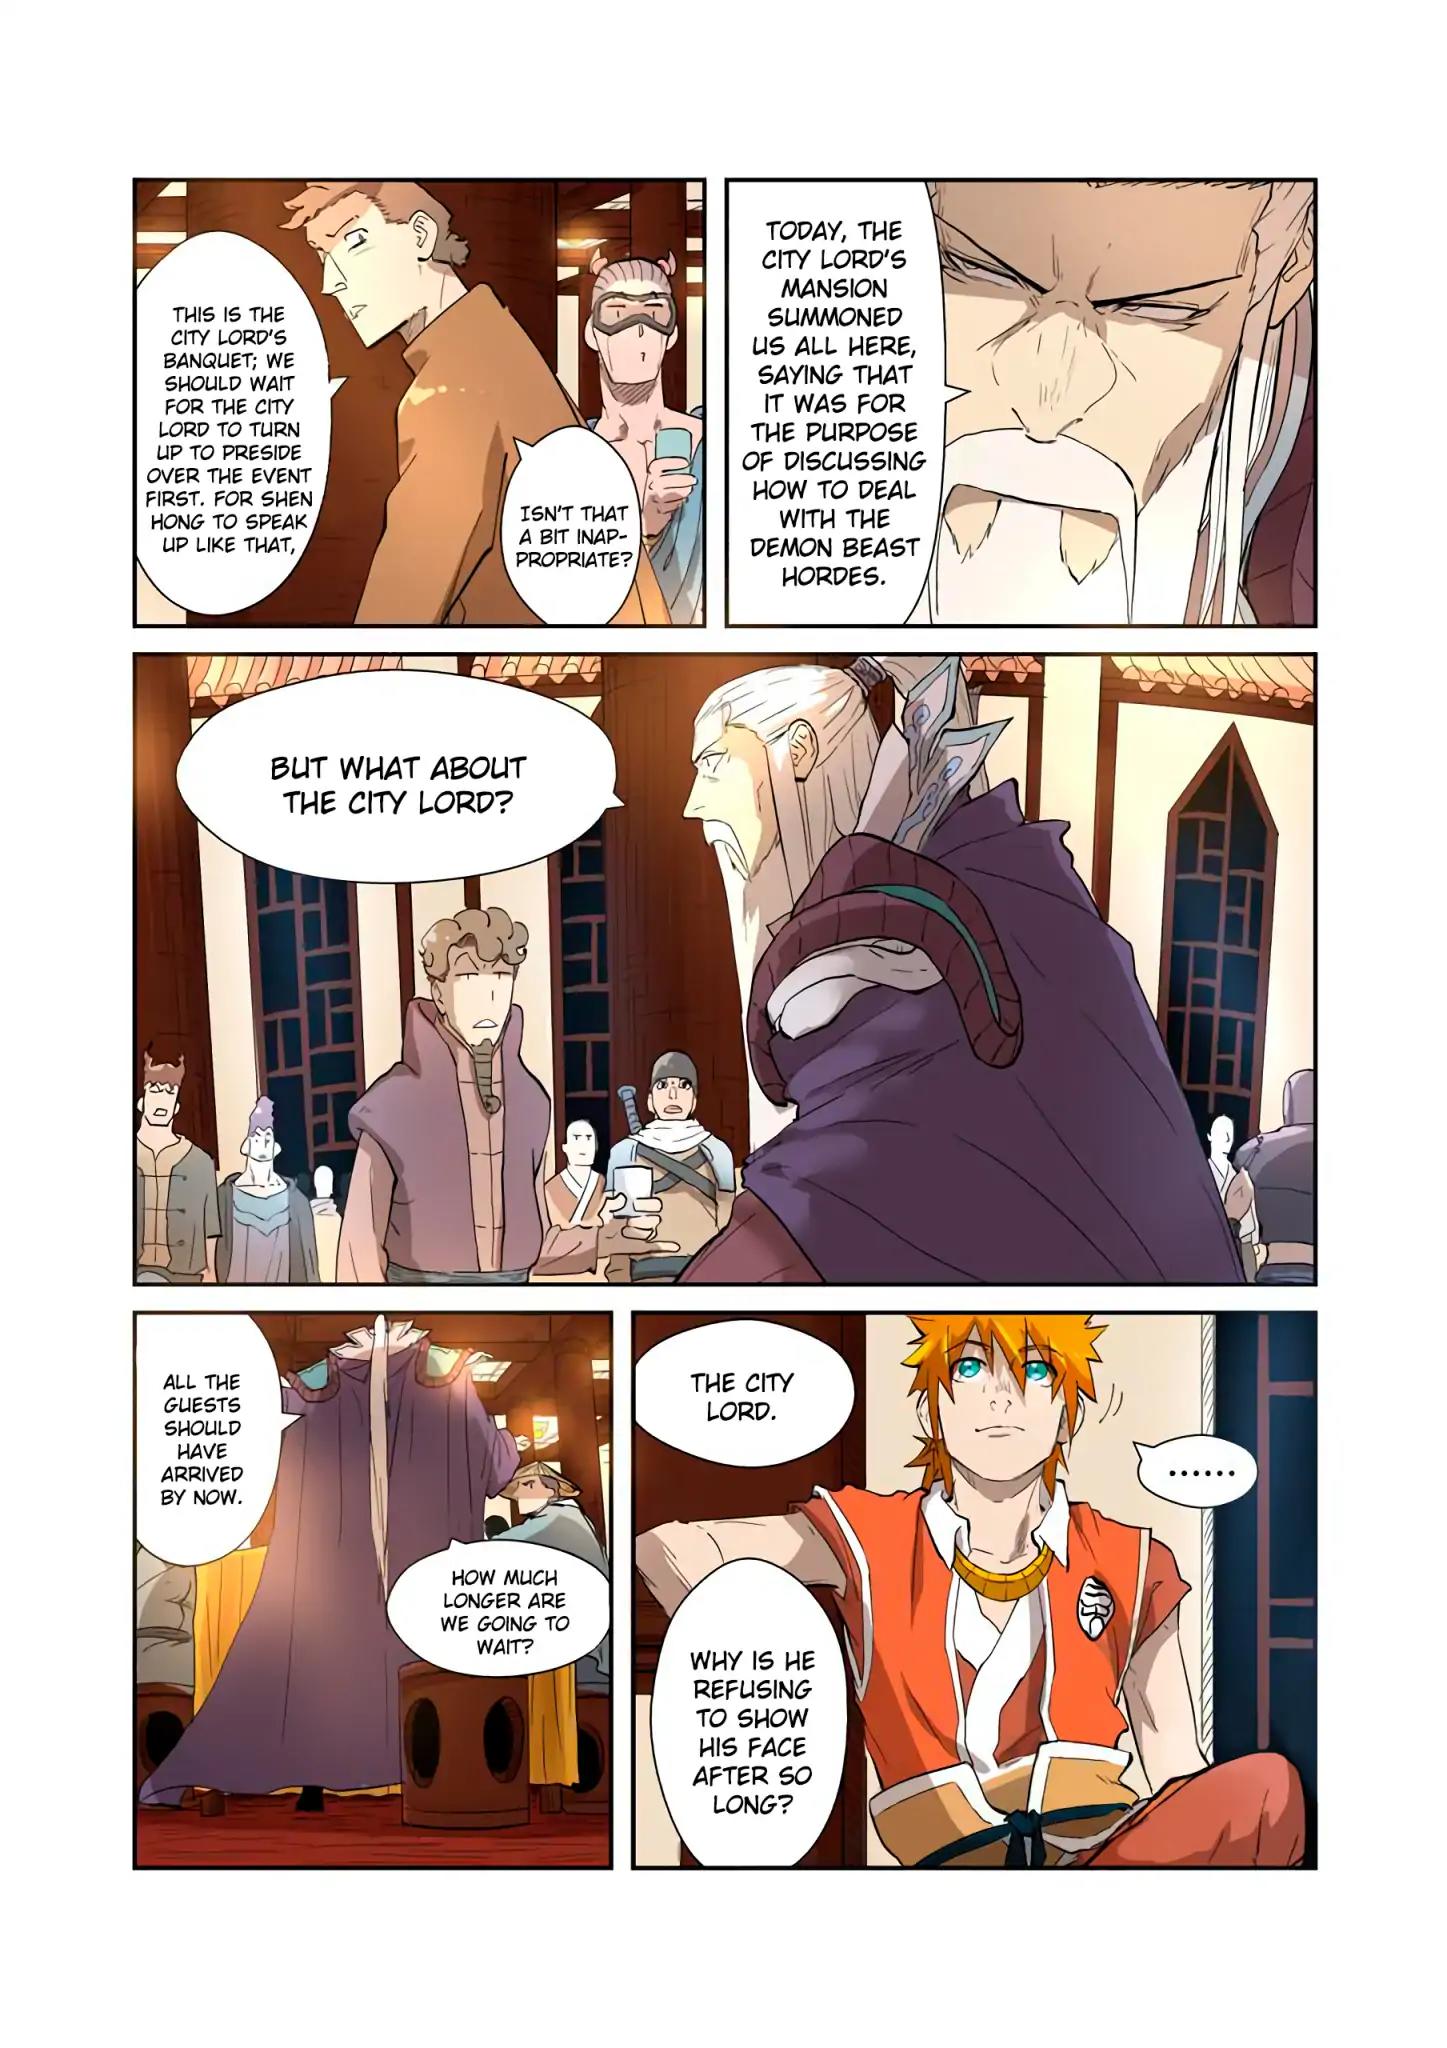 THIS IS THE
CITY LORD'S
BANQUET; WE
SHOULD WAIT
FOR THE CITY
LORD TO TURN
UP TO PRESIDE
OVER THE EVENT
FIRST. FOR SHEN
HONG TO SPEAK
UP LIKE THAT,
ISN'T THAT
A BIT INAP-
PROPRIATE?
TODAY, THE
CITY LORD'S
MANSION
SUMMONED
US ALL HERE,
SAYING THAT
IT WAS FOR
THE PURPOSE
OF DISCUSSING
HOW TO DEAL
WITH THE
DEMON BEAST
HORDES.
BUT WHAT ABOUT
THE CITY LORD?
ALL THE
GUESTS
SHOULD
HAVE
ARRIVED
BY NOW.
HOW MUCH
LONGER ARE
WE GOING TO
WAIT?
THE CITY
LORD.
......
WHY IS HE
REFUSING
TO SHOW
HIS FACE
AFTER SO
LONG?